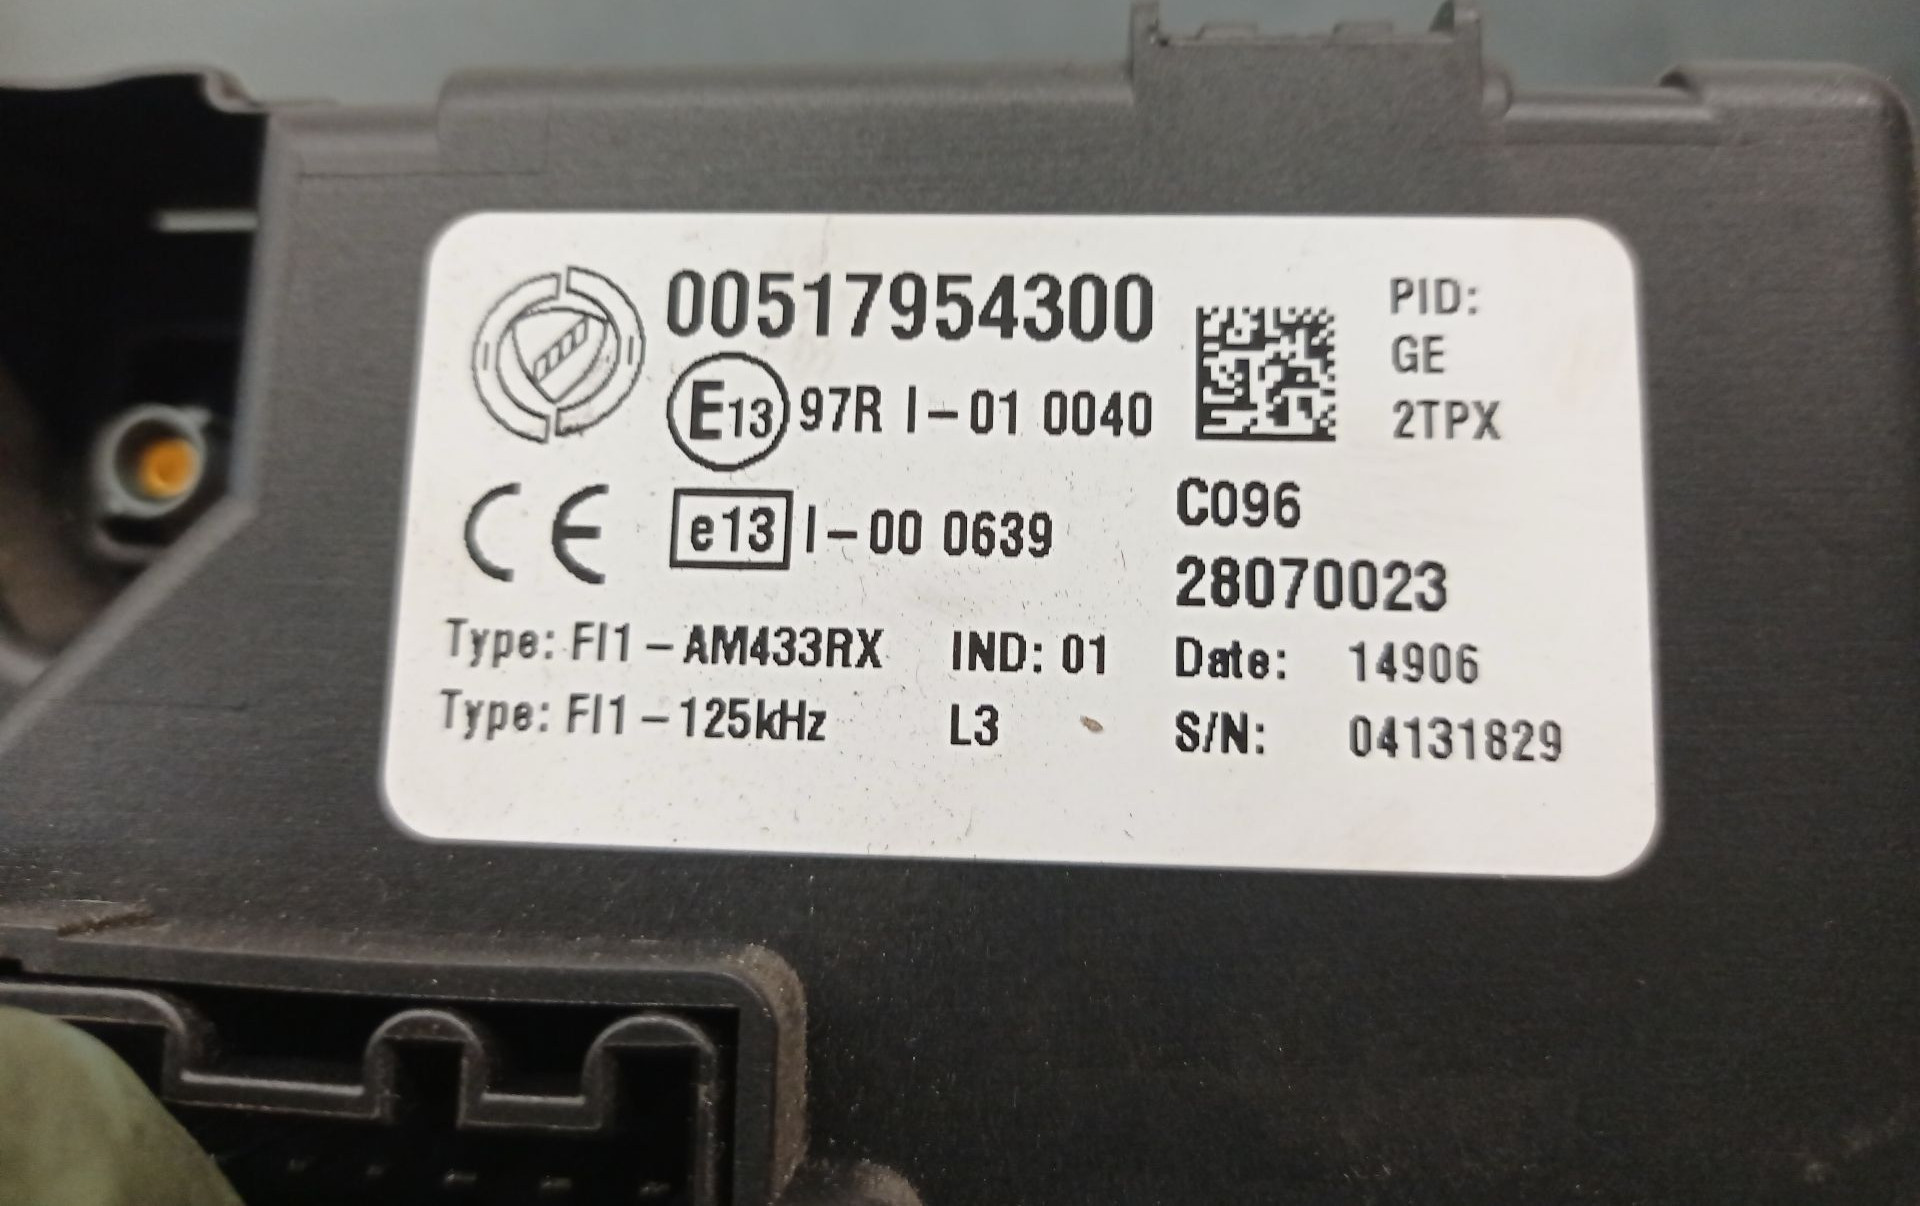 00517954300
E13 97R I-01 0040
CE e13 I-00 0639
Type: FI1-AM433RX IND: 01
Type: FI1-125kHz L3
PID:
GE
2TPX
C096
28070023
Date: 14906
S/N: 04131829